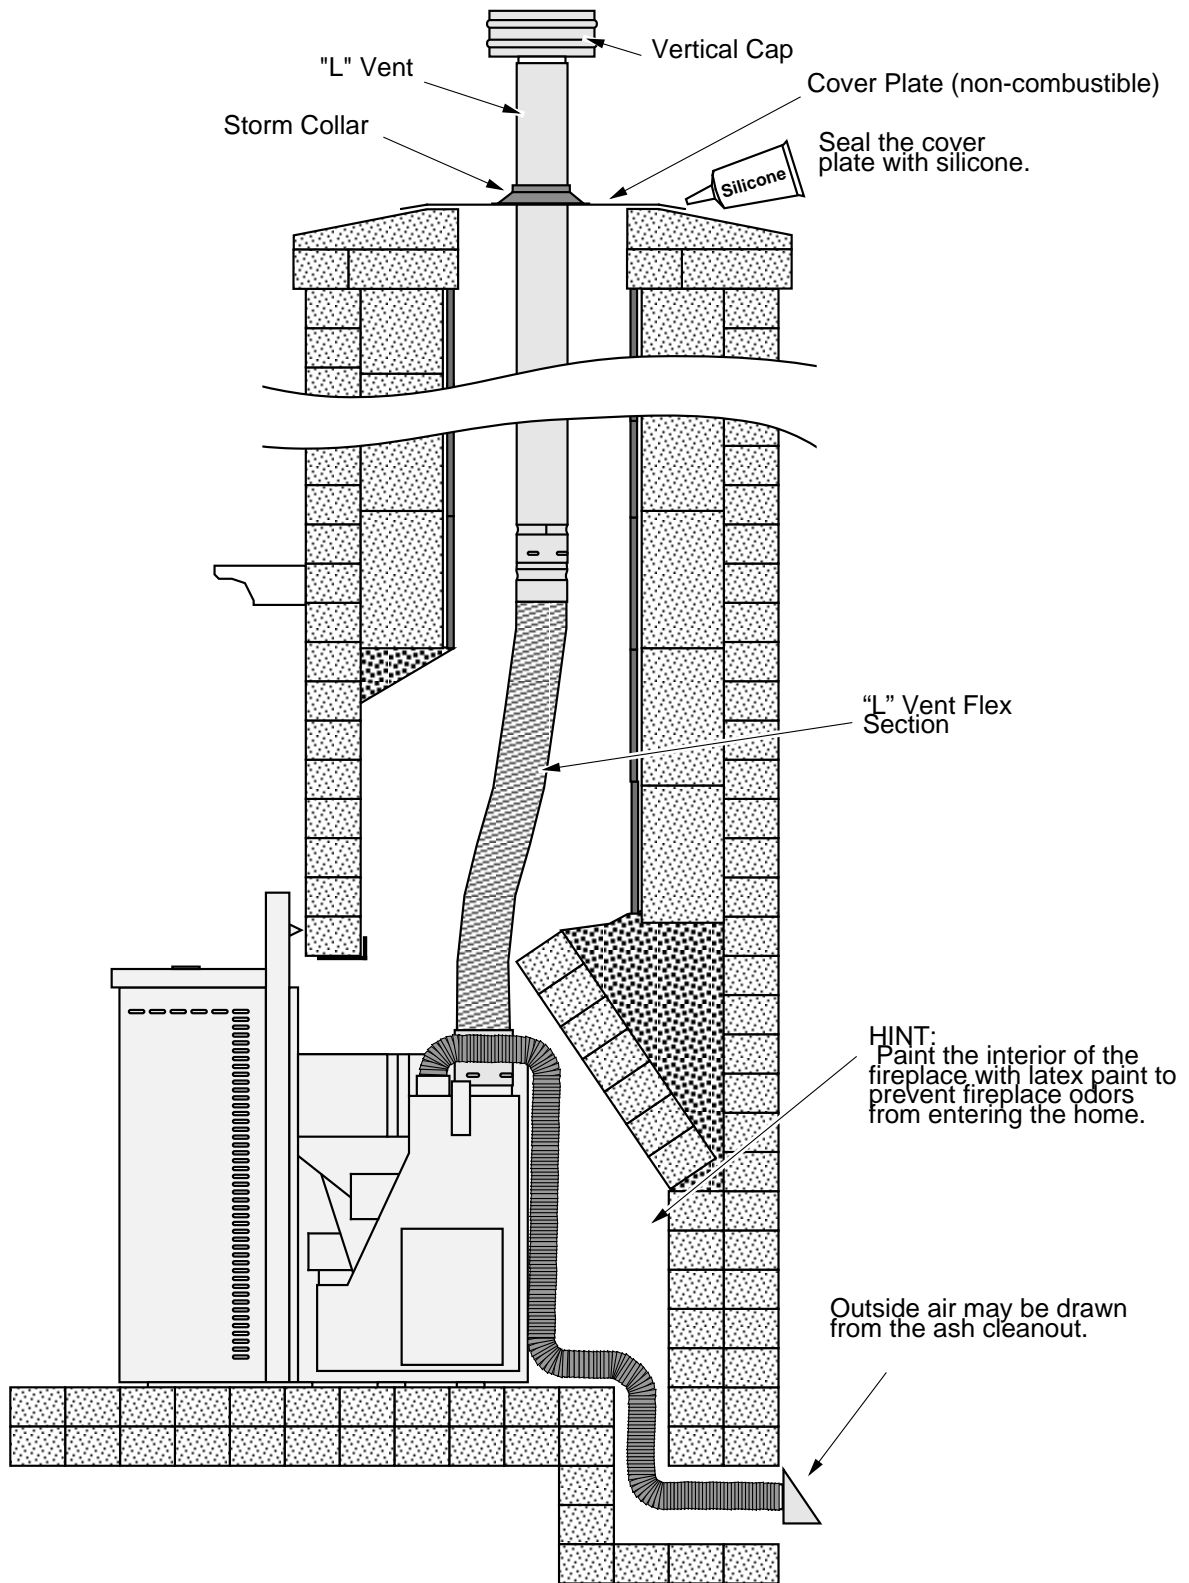 Vertical Cap
"L" Vent
Cover Plate (non-combustible)
Storm Collar
Seal the cover
plate with silicone.
Silicone
“L” Vent Flex
Section
HINT:
Paint the interior of the
fireplace with latex paint to
prevent fireplace odors
from entering the home.
Outside air may be drawn
from the ash cleanout.